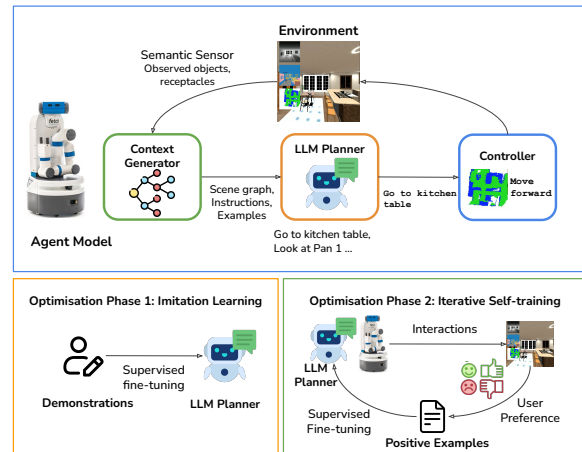 Environment
Semantic Sensor
Observed objects,
receptacles
Context
Generator
LLM Planner
Controller
Move
forward
Scene graph,
Instructions,
Examples
Go to kitchen
table
Go to kitchen table,
Look at Pan 1 ...
Agent Model
Optimisation Phase 1: Imitation Learning
Supervised
fine-tuning
Demonstrations
LLM Planner
Optimisation Phase 2: Iterative Self-training
Interactions
LLM
Planner
User
Preference
Supervised
Fine-tuning
Positive Examples